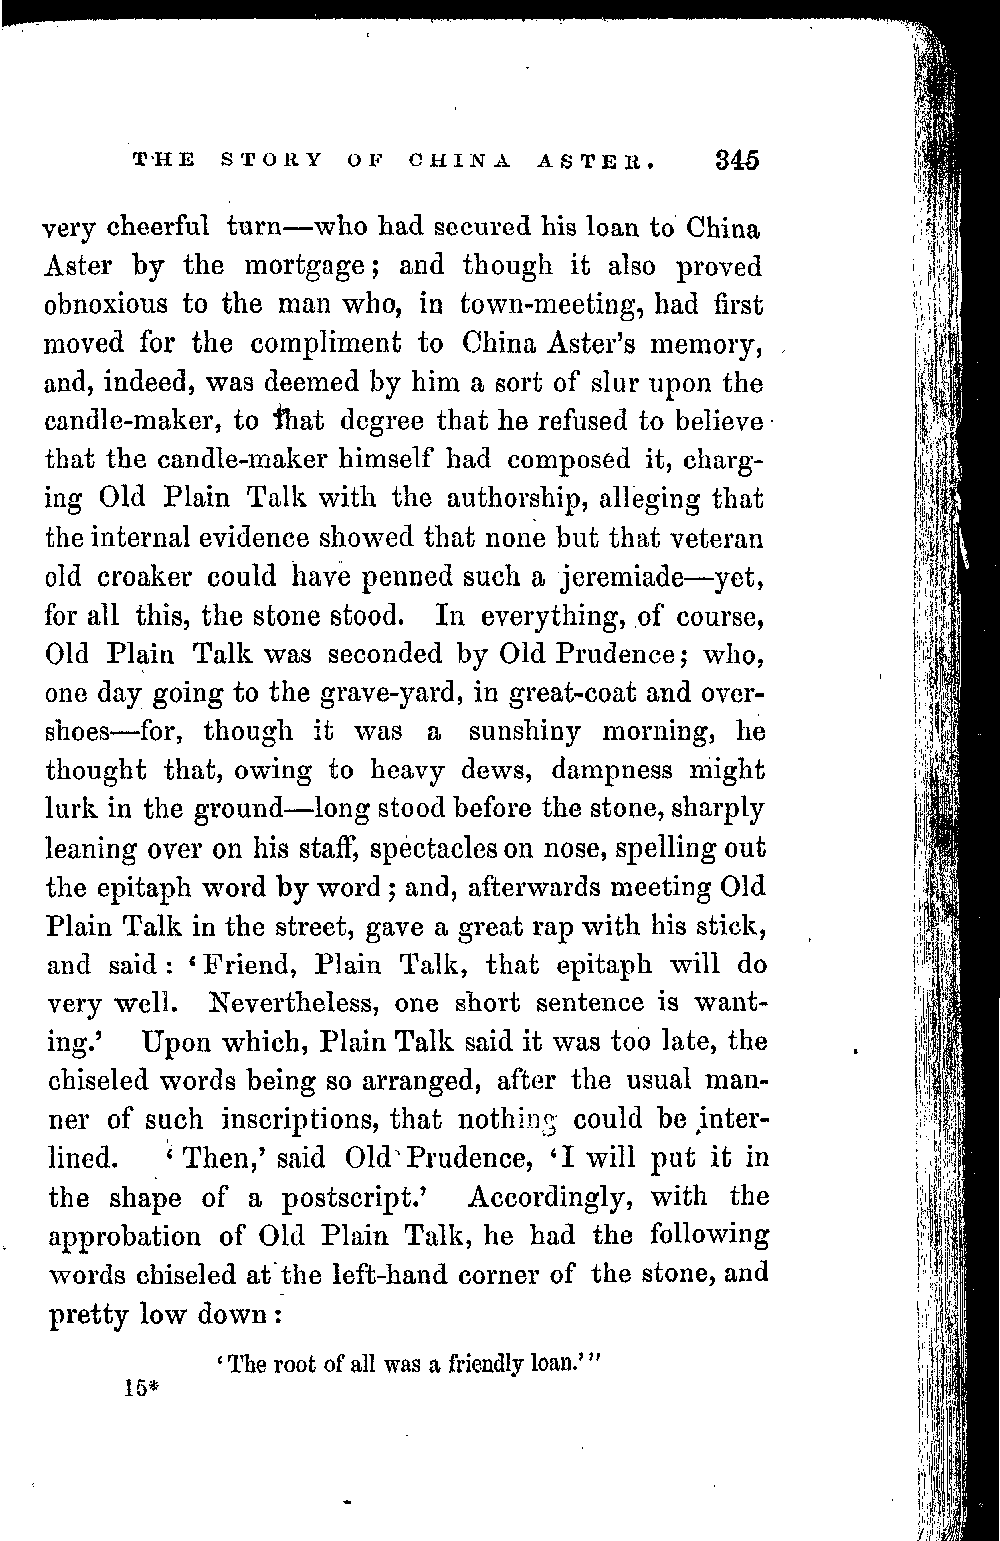 THE STORY OF CHINA ASTER. 345
very cheerful turn—who had secured his loan to China
Aster by the mortgage; and though it also proved
obnoxious to the man who, in town-meeting, had first
moved for the compliment to China Aster's memory,
and, indeed, was deemed by him a sort of slur upon the
candle-maker, to that degree that he refused to believe
that the candle-maker himself had composed it, charg-
ing Old Plain Talk with the authorship, alleging that
the internal evidence showed that none but that veteran
old croaker could have penned such a jeremiade—yet,
for all this, the stone stood. In everything, of course,
Old Plain Talk was seconded by Old Prudence; who,
one day going to the grave-yard, in great-coat and over-
shoes—for, though it was a sunshiny morning, he
thought that, owing to heavy dews, dampness might
lurk in the ground—long stood before the stone, sharply
leaning over on his staff, spectacles on nose, spelling out
the epitaph word by word; and, afterwards meeting Old
Plain Talk in the street, gave a great rap with his stick,
and said: 'Friend, Plain Talk, that epitaph will do
very well. Nevertheless, one short sentence is want-
ing.' Upon which, Plain Talk said it was too late, the
chiseled words being so arranged, after the usual man-
ner of such inscriptions, that nothing could be inter-
lined. 'Then,' said Old Prudence, 'I will put it in
the shape of a postscript.' Accordingly, with the
approbation of Old Plain Talk, he had the following
words chiseled at the left-hand corner of the stone, and
pretty low down:
'The root of all was a friendly loan.'"
15*